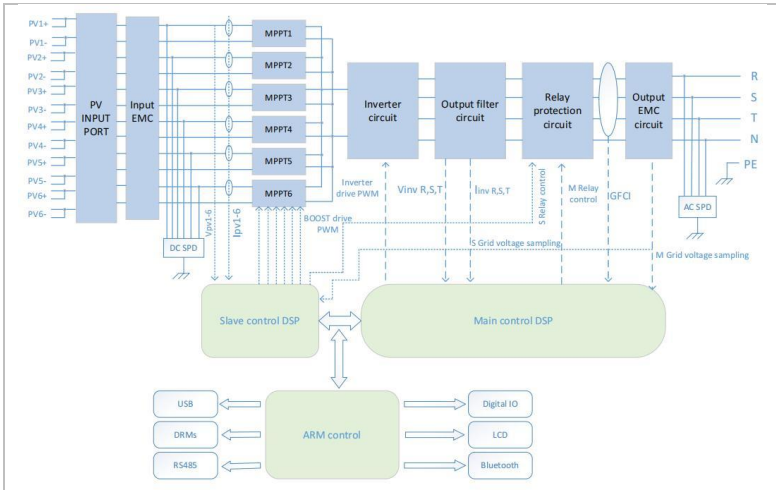 PV1+
PV1-
PV2+
PV2-
PV3+
PV3-
PV4+
PV4-
PV5+
PV5-
PV6+
PV6-
PV
INPUT
PORT
Input
EMC
DC SPD
Vpv1-6
Ipv1-6
MPPT1
MPPT2
MPPT3
MPPT4
MPPT5
MPPT6
BOOST drive
PWM
Inverter
circuit
Output filter
circuit
Relay
protection
circuit
Output
EMC
circuit
R
S
T
N
PE
AC SPD
Inverter
drive PWM
Vinv R,S,T
Iinv R,S,T
S Relay control
M Relay
control
IGFCI
S Grid voltage sampling
M Grid voltage sampling
Slave control DSP
Main control DSP
ARM control
USB
DRMs
RS485
Digital IO
LCD
Bluetooth